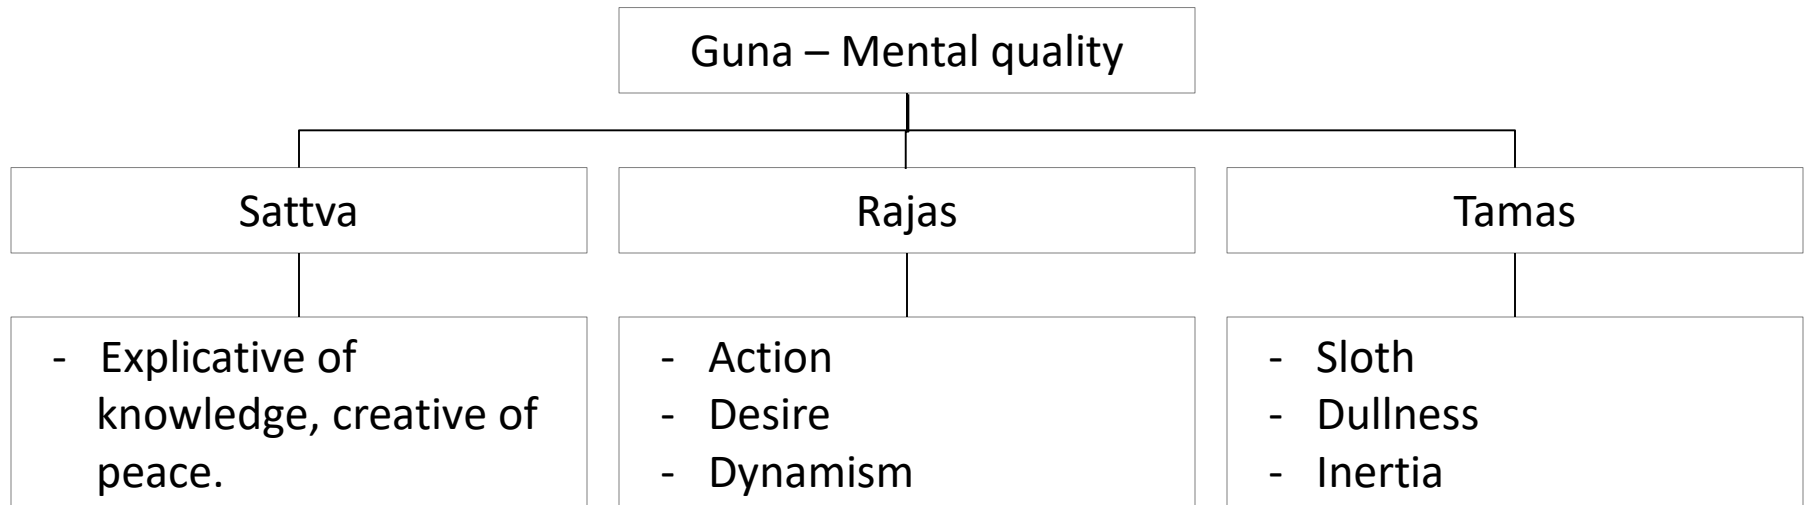 Guna – Mental quality
Sattva
Rajas
Tamas
- Explicative of
knowledge, creative of
peace.
- Action
- Desire
- Dynamism
- Sloth
- Dullness
- Inertia